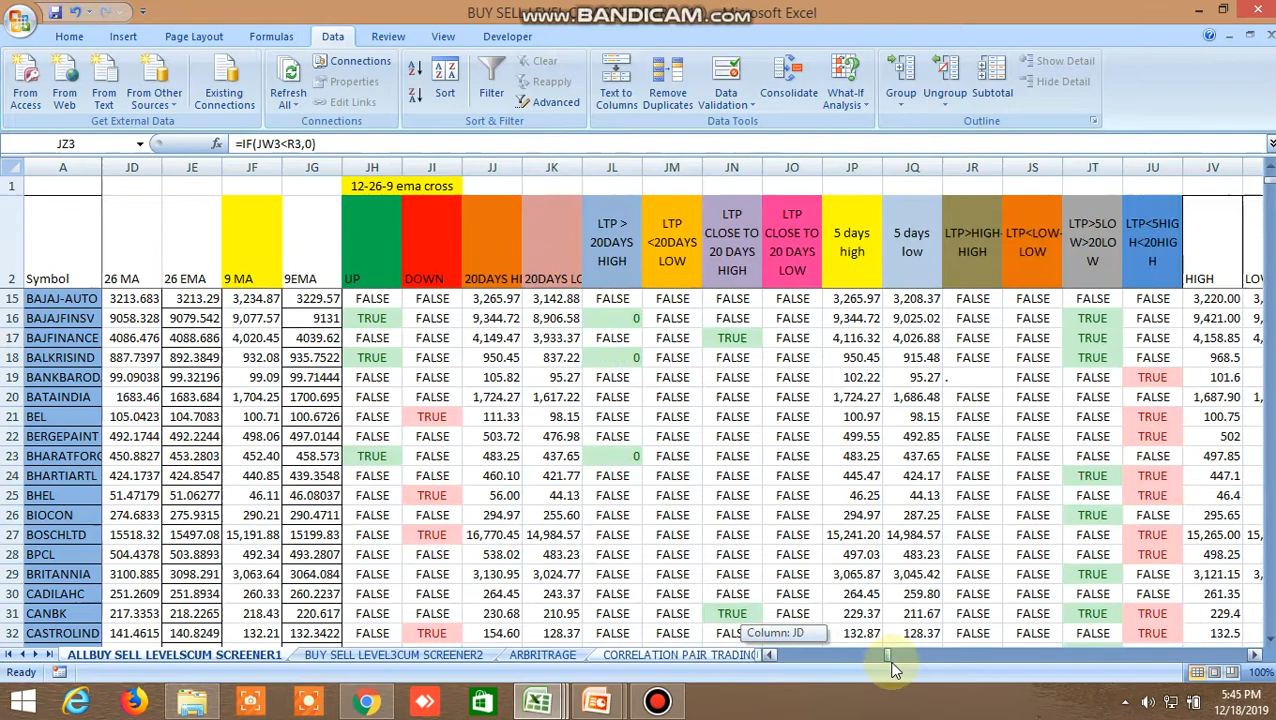 BUY SELL LEVEL
Microsoft Excel
www.BANDICAM.com
Home Insert Page Layout Formulas Data Review View Developer
From Access
From Web
From Text
From Other Sources
Existing Connections
Get External Data
Refresh All
Connections
Properties
Edit Links
Connections
Sort
Filter
Clear
Reapply
Advanced
Sort & Filter
Text to Columns
Remove Duplicates
Data Validation
Consolidate
What-If Analysis
Data Tools
Group
Ungroup
Subtotal
Show Detail
Hide Detail
Outline
JZ3 fx =IF(JW3<R3,0)
A JD JE JF JG JH JI JJ JK JL JM JN JO JP JQ JR JS JT JU JV
1 12-26-9 ema cross
2 Symbol 26 MA 26 EMA 9 MA 9EMA UP DOWN 20DAYS HI 20DAYS LO LTP > 20DAYS HIGH LTP <20DAYS LOW LTP CLOSE TO 20 DAYS HIGH LTP CLOSE TO 20 DAYS LOW 5 days high 5 days low LTP>HIGH-HIGH LTP<LOW-LOW LTP>5LOW>20LOW LTP<5HIGH<20HIGH HIGH LOW
15 BAJAJ-AUTO 3213.683 3213.29 3,234.87 3229.57 FALSE FALSE 3,265.97 3,142.88 FALSE FALSE FALSE FALSE 3,265.97 3,208.37 FALSE FALSE FALSE FALSE 3,220.00
16 BAJAJFINSV 9058.328 9079.542 9,077.57 9131 TRUE FALSE 9,344.72 8,906.58 0 FALSE FALSE FALSE 9,344.72 9,025.02 FALSE FALSE TRUE FALSE 9,421.00
17 BAJFINANCE 4086.476 4088.686 4,020.45 4039.62 FALSE FALSE 4,149.47 3,933.37 FALSE FALSE TRUE FALSE 4,116.32 4,026.88 FALSE FALSE TRUE FALSE 4,158.85
18 BALKRISIND 887.7397 892.3849 932.08 935.7522 TRUE FALSE 950.45 837.22 0 FALSE FALSE FALSE 950.45 915.48 FALSE FALSE TRUE FALSE 968.5
19 BANKBAROD 99.09038 99.32196 99.09 99.71444 FALSE FALSE 105.82 95.27 FALSE FALSE FALSE FALSE 102.22 95.27 . FALSE FALSE TRUE 101.6
20 BATAINDIA 1683.46 1683.684 1,704.25 1700.695 FALSE FALSE 1,724.27 1,617.22 FALSE FALSE FALSE FALSE 1,724.27 1,686.48 FALSE FALSE FALSE FALSE 1,687.90
21 BEL 105.0423 104.7083 100.71 100.6726 FALSE TRUE 111.33 98.15 FALSE FALSE FALSE FALSE 100.97 98.15 FALSE FALSE FALSE TRUE 100.75
22 BERGEPAINT 492.1744 492.2244 498.06 497.0144 FALSE FALSE 503.72 476.98 FALSE FALSE FALSE FALSE 499.55 492.85 FALSE FALSE FALSE TRUE 502
23 BHARATFORG 450.8827 453.2803 452.40 458.573 TRUE FALSE 483.25 437.65 0 FALSE FALSE FALSE 483.25 437.65 FALSE FALSE FALSE FALSE 497.85
24 BHARTIARTL 424.1737 424.8547 440.85 439.3548 FALSE FALSE 460.10 421.77 FALSE FALSE FALSE FALSE 445.47 424.17 FALSE FALSE TRUE TRUE 447.1
25 BHEL 51.47179 51.06277 46.11 46.08037 FALSE TRUE 56.00 44.13 FALSE FALSE FALSE FALSE 46.25 44.13 FALSE FALSE FALSE TRUE 46.4
26 BIOCON 274.6833 275.9915 290.21 290.4711 FALSE FALSE 294.97 255.60 FALSE FALSE FALSE FALSE 294.97 287.25 FALSE FALSE TRUE FALSE 295.65
27 BOSCHLTD 15518.32 15497.08 15,191.88 15199.83 FALSE TRUE 16,770.45 14,984.57 FALSE FALSE FALSE FALSE 15,241.20 14,984.57 FALSE FALSE FALSE TRUE 15,265.00 15,
28 BPCL 504.4378 503.8893 492.34 493.2807 FALSE FALSE 538.02 483.23 FALSE FALSE FALSE FALSE 497.03 483.23 FALSE FALSE FALSE TRUE 498.25
29 BRITANNIA 3100.885 3098.291 3,063.64 3064.084 FALSE FALSE 3,130.95 3,024.77 FALSE FALSE FALSE FALSE 3,065.87 3,045.42 FALSE FALSE TRUE FALSE 3,121.15
30 CADILAHC 251.2609 251.8934 260.33 260.2237 FALSE FALSE 264.45 243.37 FALSE FALSE FALSE FALSE 264.45 259.80 FALSE FALSE FALSE FALSE 260.6
31 CANBK 217.3353 218.2265 218.43 220.617 FALSE FALSE 230.68 210.95 FALSE FALSE TRUE FALSE 229.37 211.67 FALSE FALSE TRUE TRUE 229.4
32 CASTROLIND 141.4615 140.8249 132.21 132.3422 FALSE TRUE 154.60 128.37 FALSE FALSE FALSE 132.87 128.37 FALSE FALSE FALSE TRUE 132.5
Column: JD
ALLBUY SELL LEVELSCUM SCREENER1 BUY SELL LEVEL3CUM SCREENER2 ARBITRAGE CORRELATION PAIR TRADING
Ready 100%
5:45 PM
12/18/2019